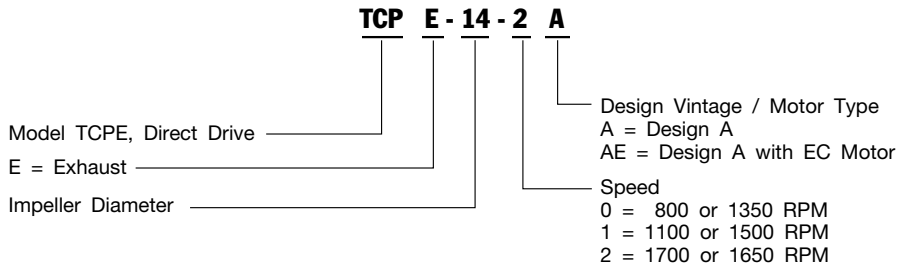 TCP E - 14 - 2 A
Model TCPE, Direct Drive
E = Exhaust
Impeller Diameter
Design Vintage / Motor Type
A = Design A
AE = Design A with EC Motor
Speed
0 = 800 or 1350 RPM
1 = 1100 or 1500 RPM
2 = 1700 or 1650 RPM